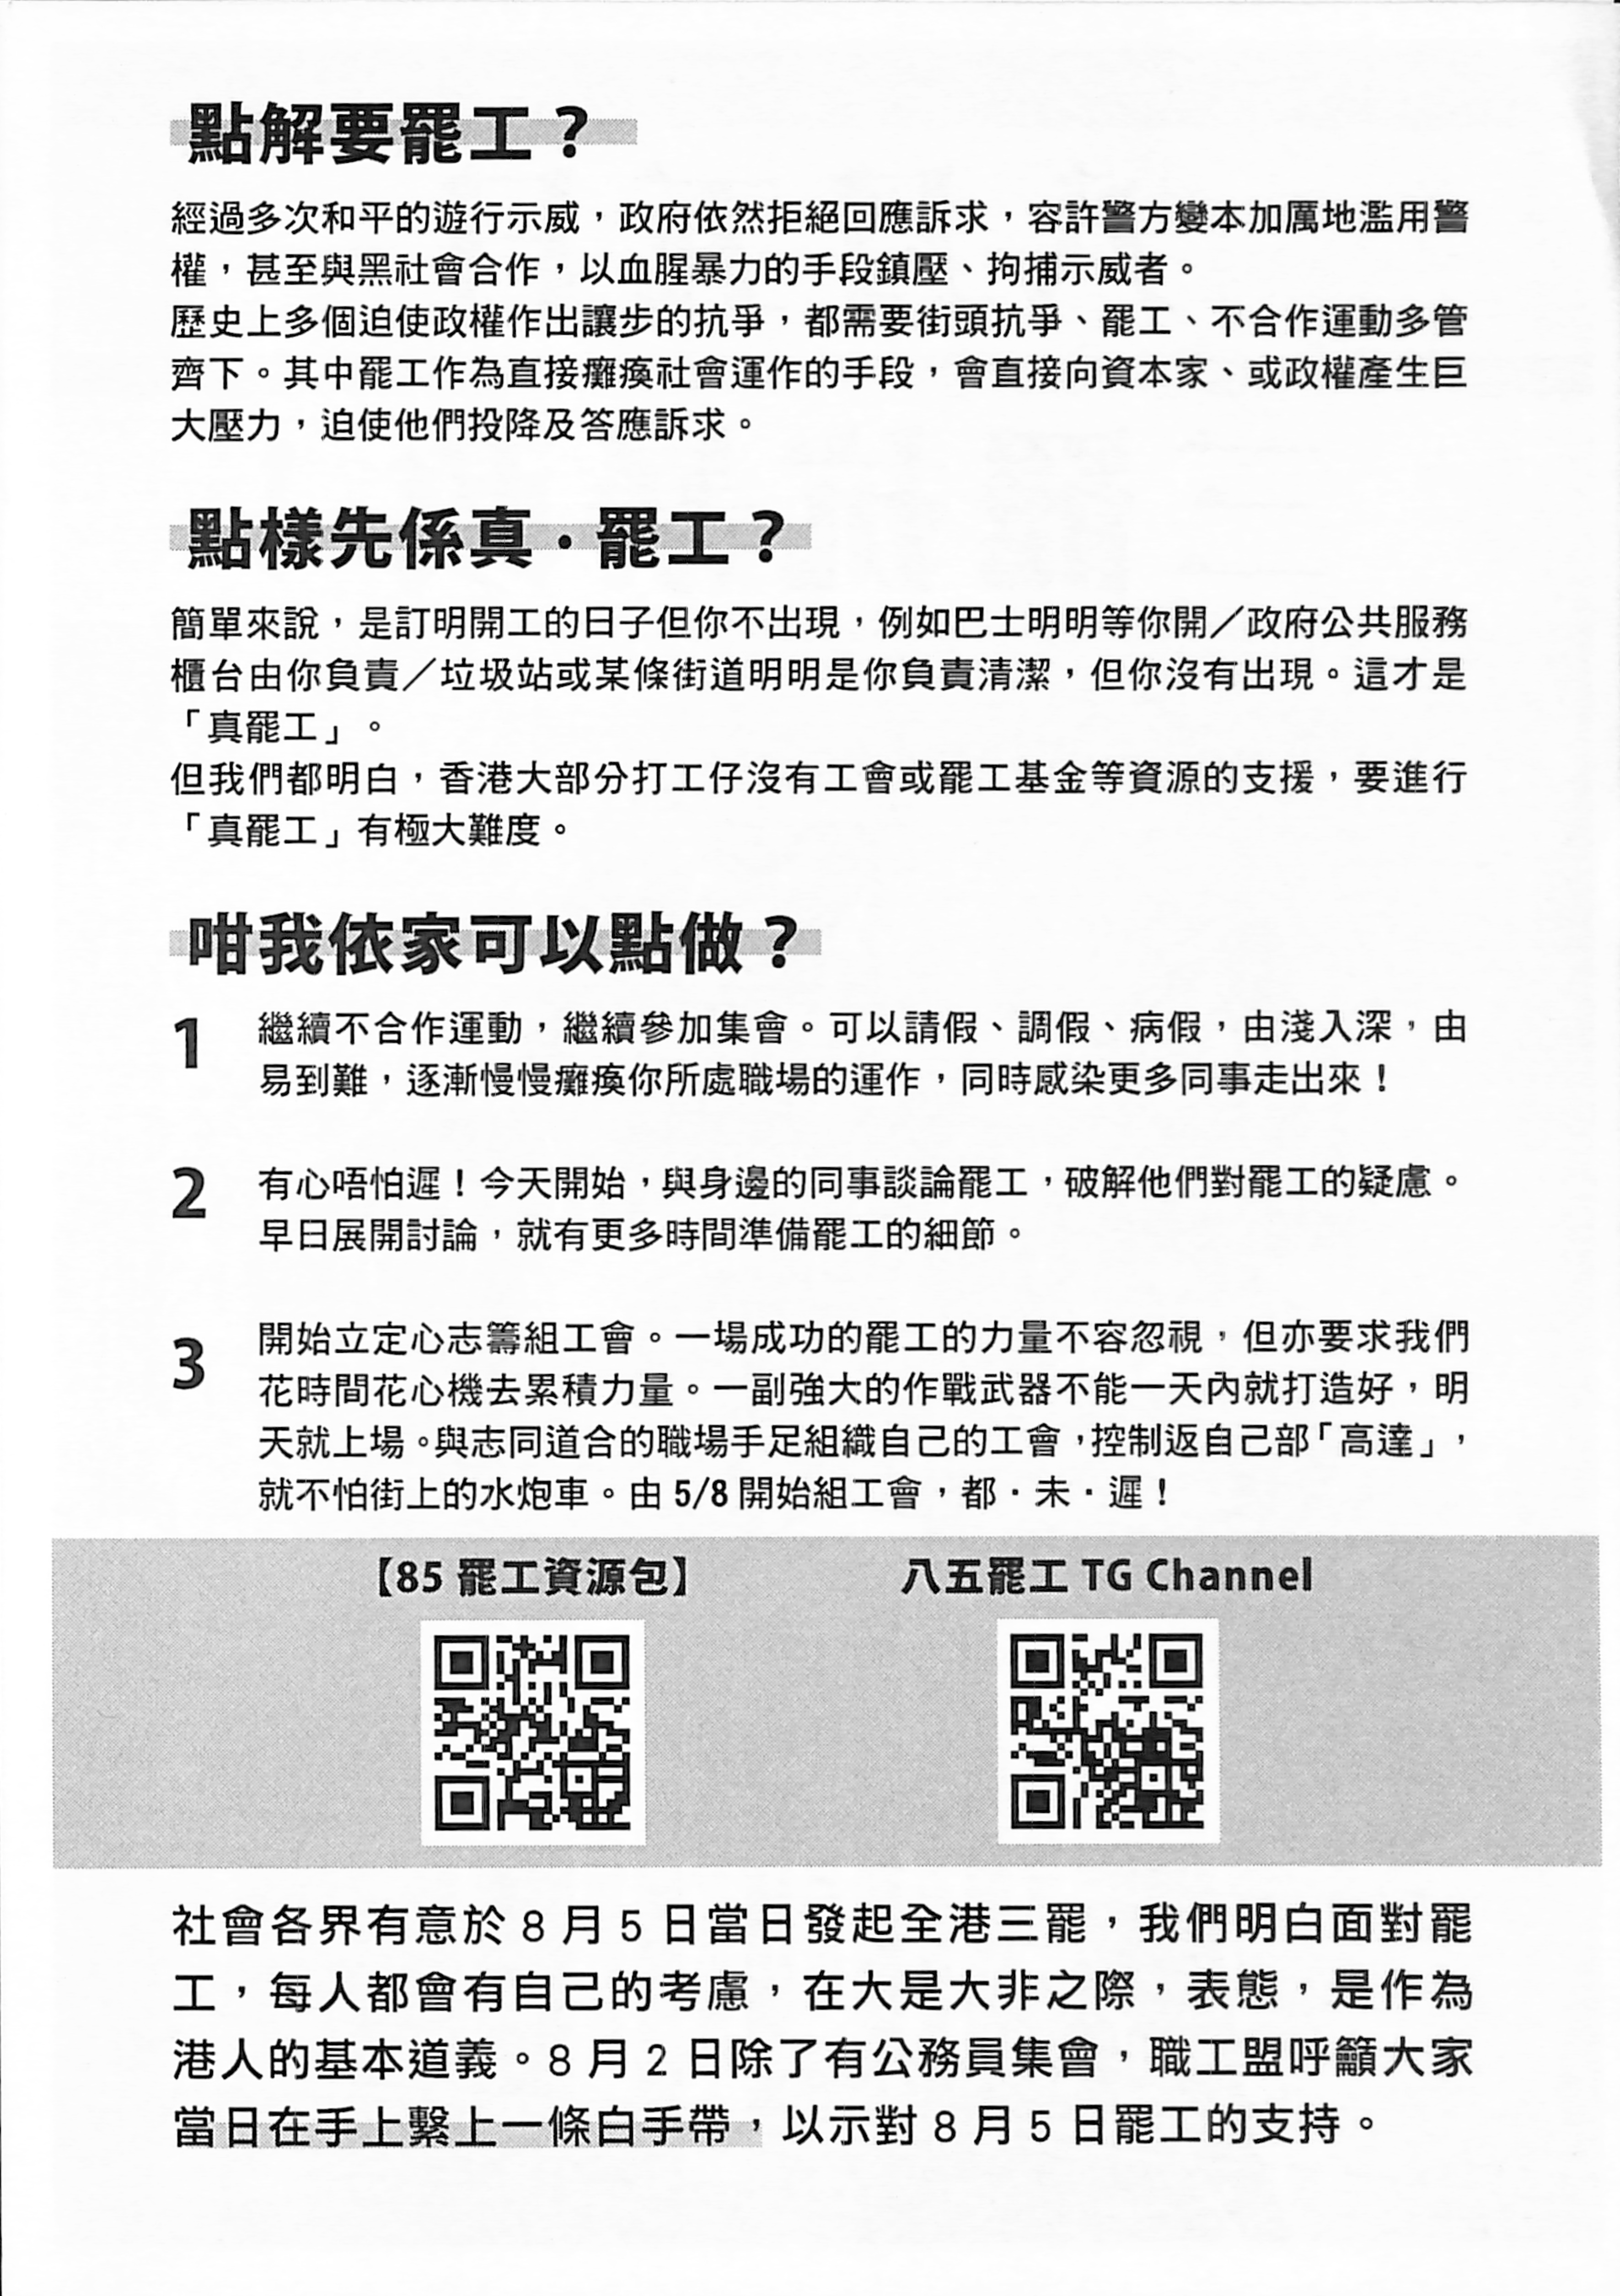 點解要罷工？
經過多次和平的遊行示威，政府依然拒絕回應訴求，容許警方變本加厲地濫用警
權，甚至與黑社會合作，以血腥暴力的手段鎮壓、拘捕示威者。
歷史上多個迫使政權作出讓步的抗爭，都需要街頭抗爭、罷工、不合作運動多管
齊下。其中罷工作為直接癱瘓社會運作的手段，會直接向資本家、或政權產生巨
大壓力，迫使他們投降及答應訴求。
點樣先係真·罷工？
簡單來說，是訂明開工的日子但你不出現，例如巴士明明等你開／政府公共服務
櫃台由你負責／垃圾站或某條街道明明是你負責清潔，但你沒有出現。這才是
「真罷工」。
但我們都明白，香港大部分打工仔沒有工會或罷工基金等資源的支援，要進行
「真罷工」有極大難度。
咁我依家可以點做？
1 繼續不合作運動，繼續參加集會。可以請假、調假、病假，由淺入深，由
易到難，逐漸慢慢癱瘓你所處職場的運作，同時感染更多同事走出來！
2 有心唔怕遲！今天開始，與身邊的同事談論罷工，破解他們對罷工的疑慮。
早日展開討論，就有更多時間準備罷工的細節。
3 開始立定心志籌組工會。一場成功的罷工的力量不容忽視，但亦要求我們
花時間花心機去累積力量。一副強大的作戰武器不能一天內就打造好，明
天就上場。與志同道合的職場手足組織自己的工會，控制返自己部「高達」，
就不怕街上的水炮車。由 5/8 開始組工會，都·未·遲！
【85 罷工資源包】
八五罷工 TG Channel
社會各界有意於 8 月 5 日當日發起全港三罷，我們明白面對罷
工，每人都會有自己的考慮，在大是大非之際，表態，是作為
港人的基本道義。8 月 2 日除了有公務員集會，職工盟呼籲大家
當日在手上繫上一條白手帶，以示對 8 月 5 日罷工的支持。